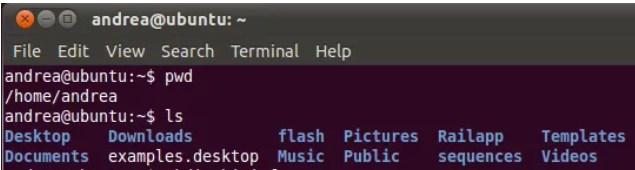 andrea@ubuntu: ~
File Edit View Search Terminal Help
andrea@ubuntu:~$ pwd
/home/andrea
andrea@ubuntu:~$ ls
Desktop Downloads flash Pictures Railapp Templates
Documents examples.desktop Music Public sequences Videos